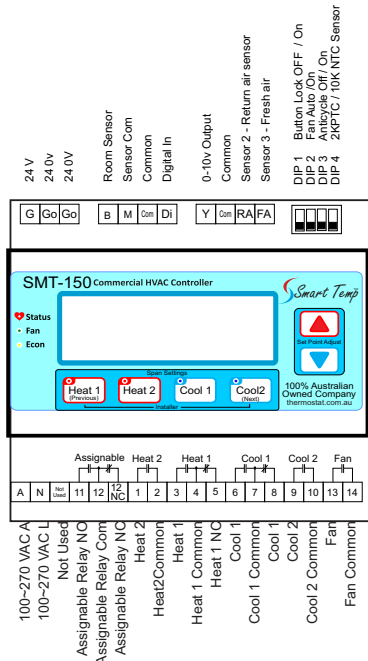 24 V
24 0v
24 0V
Room Sensor
Sensor Com
Common
Digital In
0-10v Output
Common
Sensor 2 - Return air sensor
Sensor 3 - Fresh air
DIP 1 Button Lock OFF / On
DIP 2 Fan Auto /On
DIP 3 Anticycle Off / On
DIP 4 2KPTC / 10K NTC Sensor
G Go Go B M Com Di Y Com RA FA
SMT-150 Commercial HVAC Controller
Smart Temp
Status
Fan
Econ
Set Point Adjust
Span Settings
Heat 1 (Previous)
Heat 2
Cool 1
Cool2 (Next)
Installer
100% Australian
Owned Company
thermostat.com.au
Assignable Heat 2 Heat 1 Cool 1 Cool 2 Fan
A N Not Used 11 12 12 NC 1 2 3 4 5 6 7 8 9 10 13 14
100~270 VAC A
100~270 VAC L
Not Used
Assignable Relay NO
Assignable Relay Com
Assignable Relay NC
Heat 2
Heat2Common
Heat 1
Heat 1 Common
Heat 1 NC
Cool 1
Cool 1 Common
Cool 1
Cool 2
Cool 2 Common
Fan
Fan Common